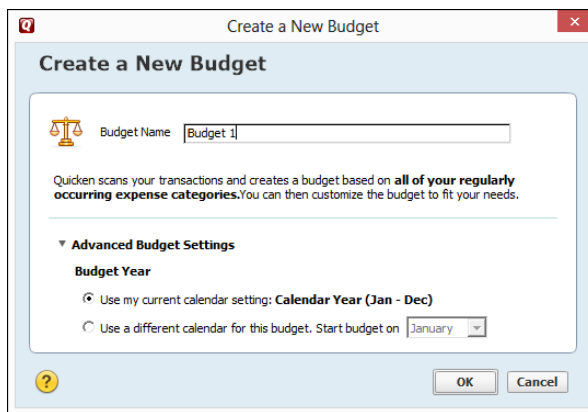 Create a New Budget
Create a New Budget
Budget Name Budget 1
Quicken scans your transactions and creates a budget based on all of your regularly
occurring expense categories.You can then customize the budget to fit your needs.
Advanced Budget Settings
Budget Year
Use my current calendar setting: Calendar Year (Jan - Dec)
Use a different calendar for this budget. Start budget on January
? OK Cancel